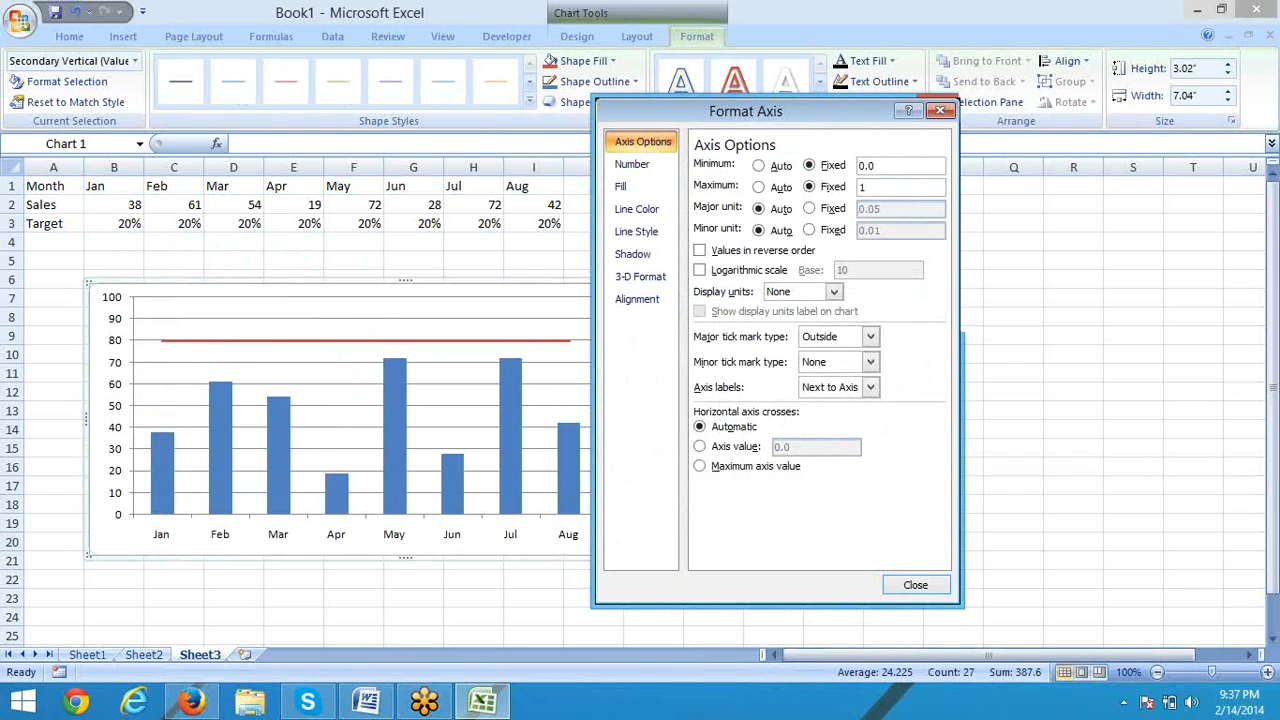 Book1 - Microsoft Excel
Chart Tools
Home Insert Page Layout Formulas Data Review View Developer Design Layout Format
Secondary Vertical (Value
Format Selection
Reset to Match Style
Current Selection
Shape Fill
Shape Outline
Shape Styles
Text Fill
Text Outline
Bring to Front
Send to Back
Selection Pane
Align
Group
Rotate
Arrange
Height: 3.02"
Width: 7.04"
Size
Chart 1
fx
A B C D E F G H I Q R S T U
1 Month Jan Feb Mar Apr May Jun Jul Aug
2 Sales 38 61 54 19 72 28 72 42
3 Target 20% 20% 20% 20% 20% 20% 20% 20%
4
5
6
7
8
9
10
11
12
13
14
15
16
17
18
19
20
21
22
23
24
25
100
90
80
70
60
50
40
30
20
10
0
Jan Feb Mar Apr May Jun Jul Aug
Format Axis
Axis Options
Number
Fill
Line Color
Line Style
Shadow
3-D Format
Alignment
Axis Options
Minimum: Auto Fixed 0.0
Maximum: Auto Fixed 1
Major unit: Auto Fixed 0.05
Minor unit: Auto Fixed 0.01
Values in reverse order
Logarithmic scale Base: 10
Display units: None
Show display units label on chart
Major tick mark type: Outside
Minor tick mark type: None
Axis labels: Next to Axis
Horizontal axis crosses:
Automatic
Axis value: 0.0
Maximum axis value
Close
Sheet1 Sheet2 Sheet3
Ready
Average: 24.225 Count: 27 Sum: 387.6 100%
9:37 PM
2/14/2014